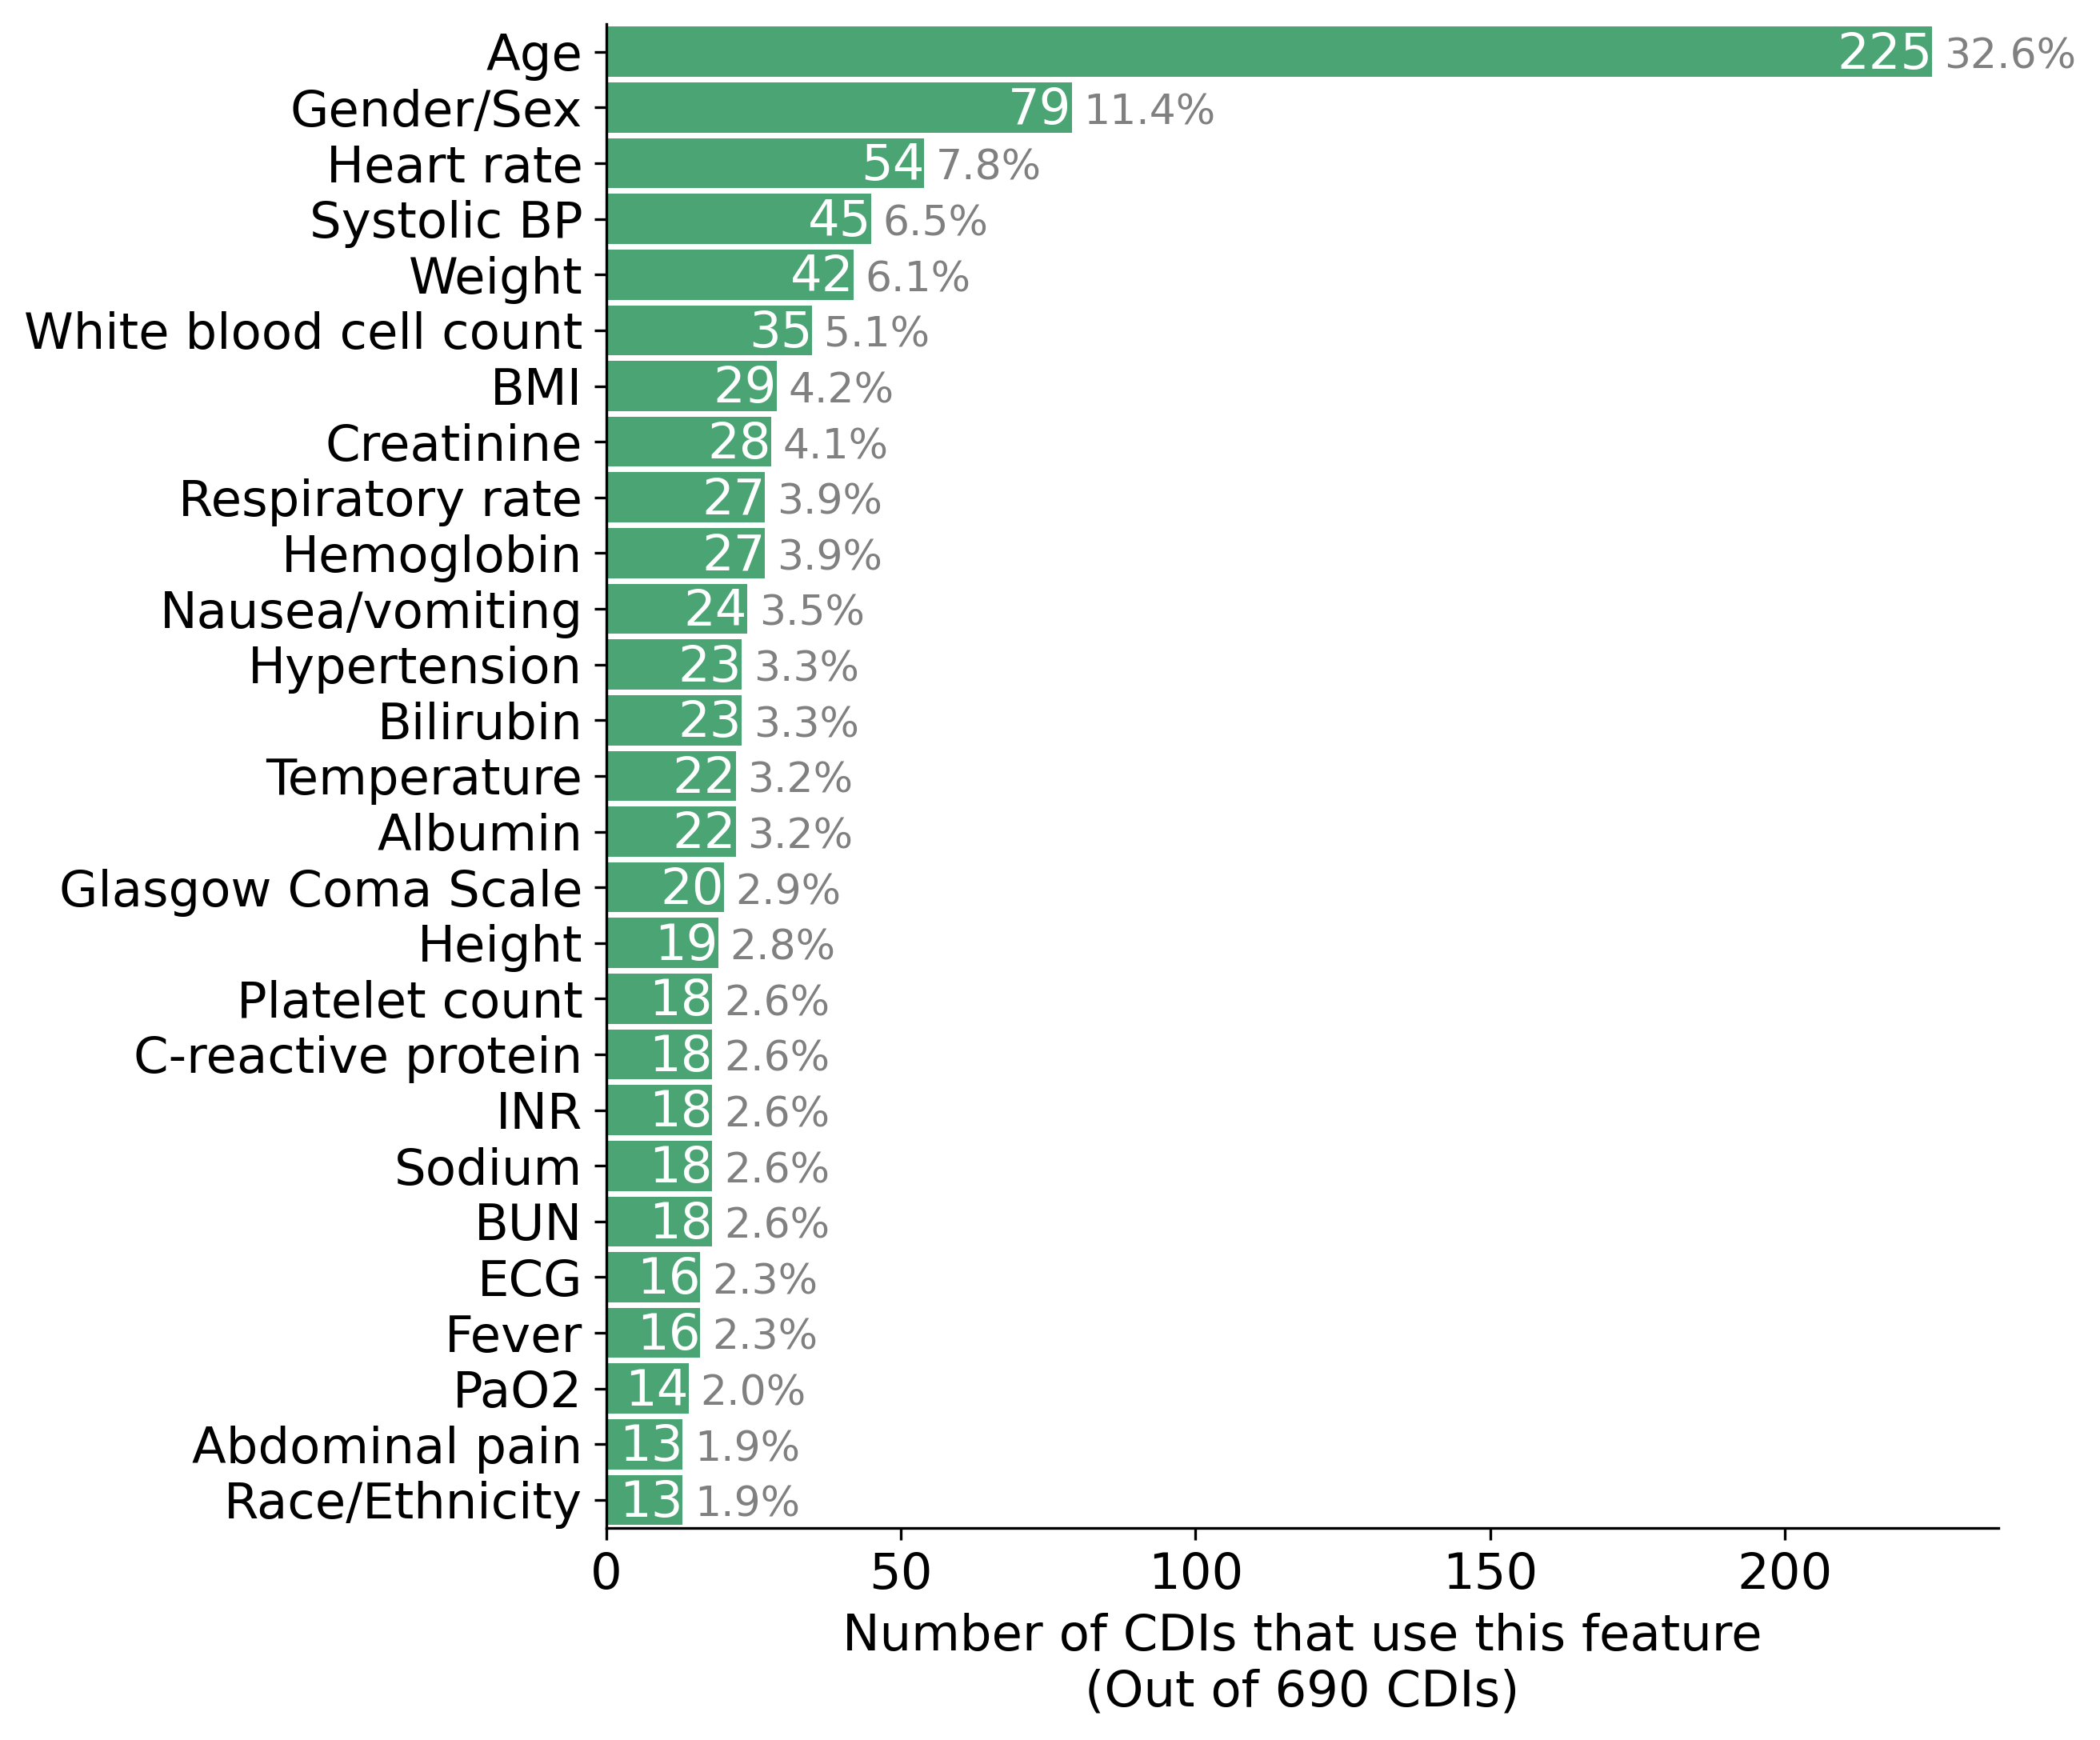 Age 225 32.6%
Gender/Sex 79 11.4%
Heart rate 54 7.8%
Systolic BP 45 6.5%
Weight 42 6.1%
White blood cell count 35 5.1%
BMI 29 4.2%
Creatinine 28 4.1%
Respiratory rate 27 3.9%
Hemoglobin 27 3.9%
Nausea/vomiting 24 3.5%
Hypertension 23 3.3%
Bilirubin 23 3.3%
Temperature 22 3.2%
Albumin 22 3.2%
Glasgow Coma Scale 20 2.9%
Height 19 2.8%
Platelet count 18 2.6%
C-reactive protein 18 2.6%
INR 18 2.6%
Sodium 18 2.6%
BUN 18 2.6%
ECG 16 2.3%
Fever 16 2.3%
PaO2 14 2.0%
Abdominal pain 13 1.9%
Race/Ethnicity 13 1.9%
0 50 100 150 200
Number of CDIs that use this feature
(Out of 690 CDIs)